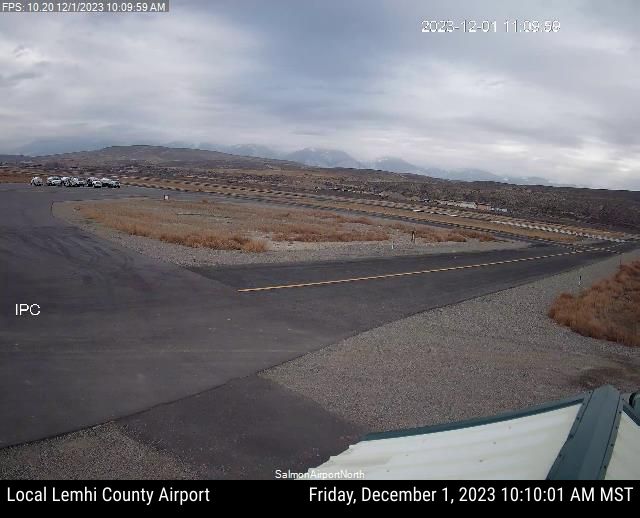 FPS: 10.20 12/1/2023 10:09:59 AM
2023-12-01 11:09:59
IPC
SalmonAirportNorth
Local Lemhi County Airport
Friday, December 1, 2023 10:10:01 AM MST